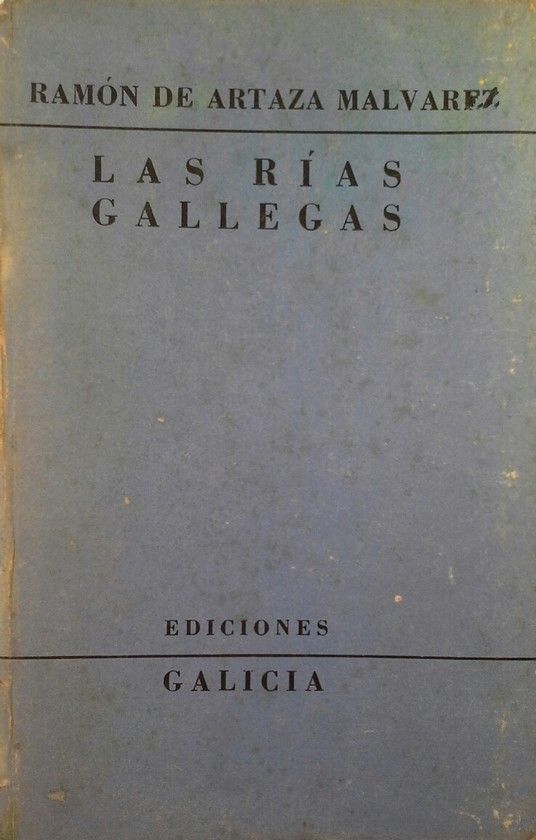 RAMÓN DE ARTAZA MALVAREZ
LAS RÍAS
GALLEGAS
EDICIONES
GALICIA